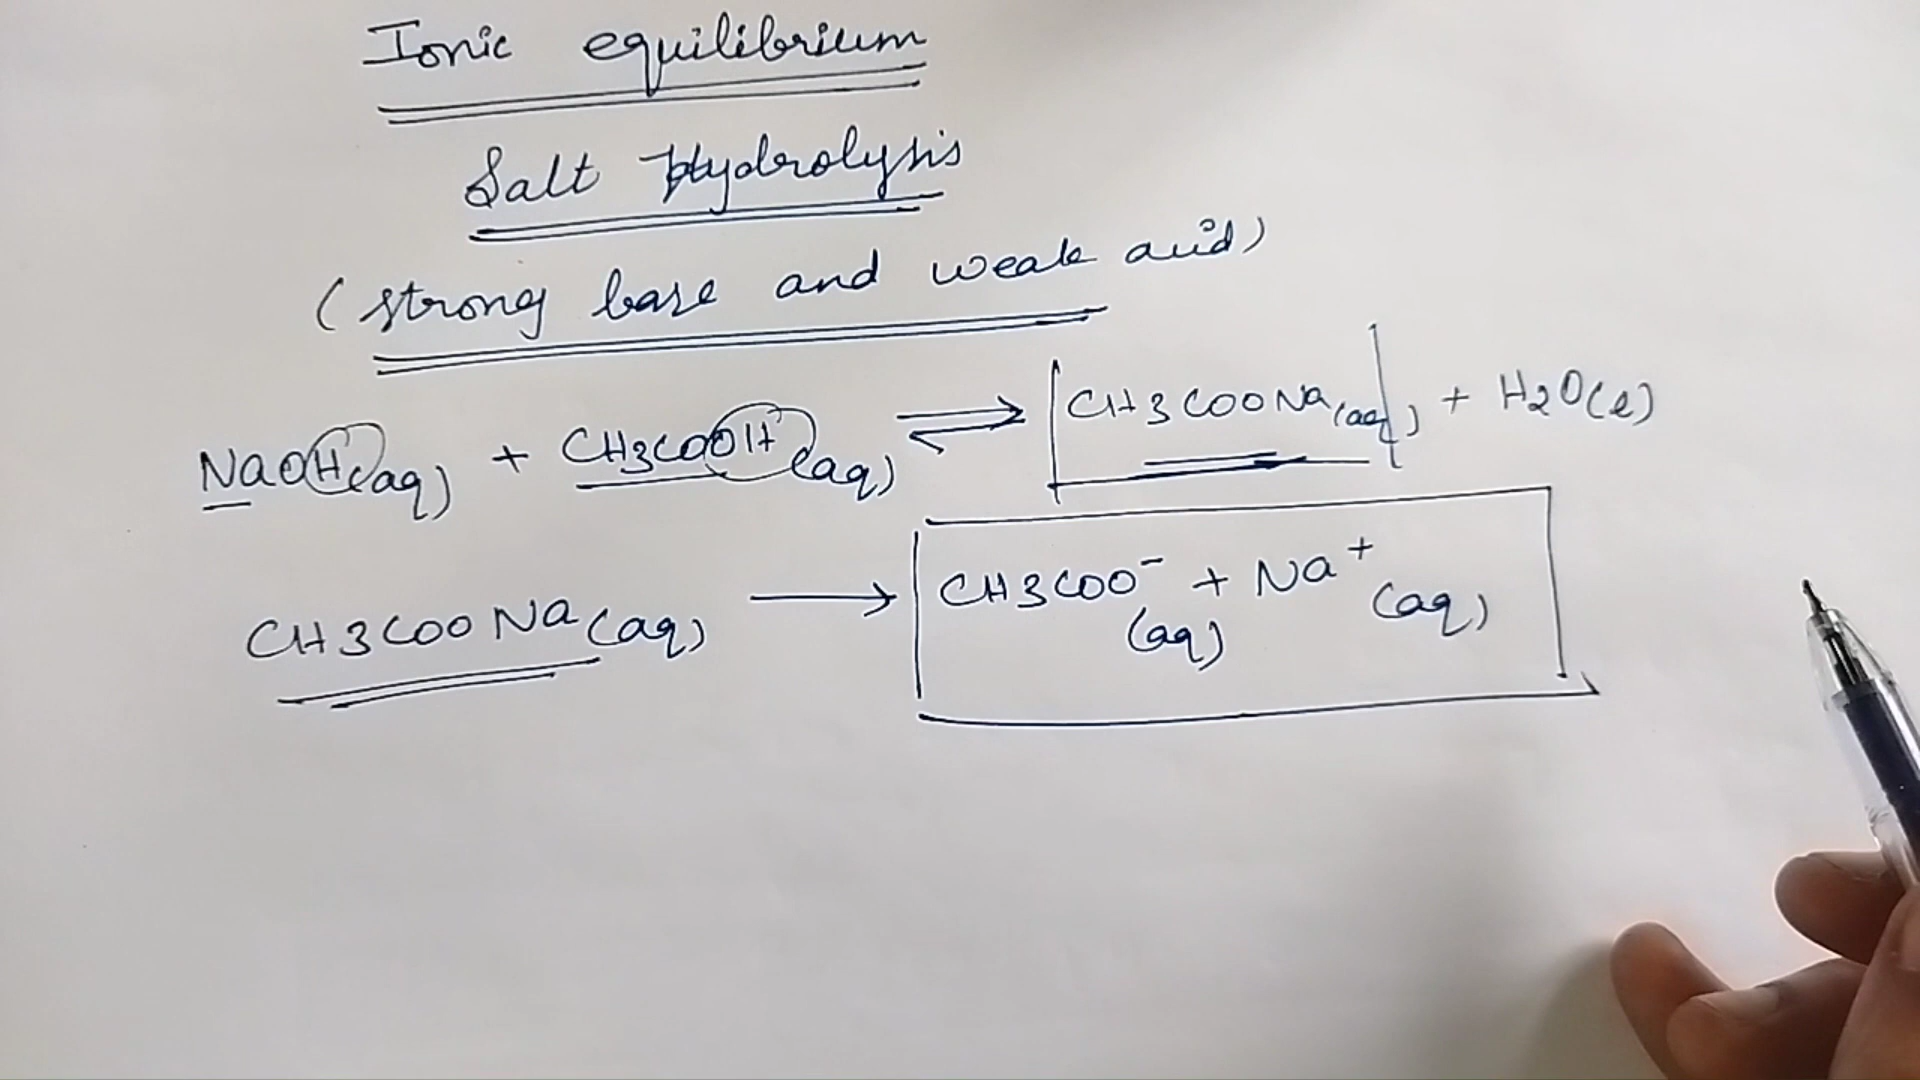 Ionic equilibrium
Salt Hydrolysis
(strong base and weak acid)
NaOH(aq) + CH3COOH(aq) ⇌ CH3COONa(aq) + H2O(l)
CH3COONa(aq) → CH3COO⁻(aq) + Na⁺(aq)